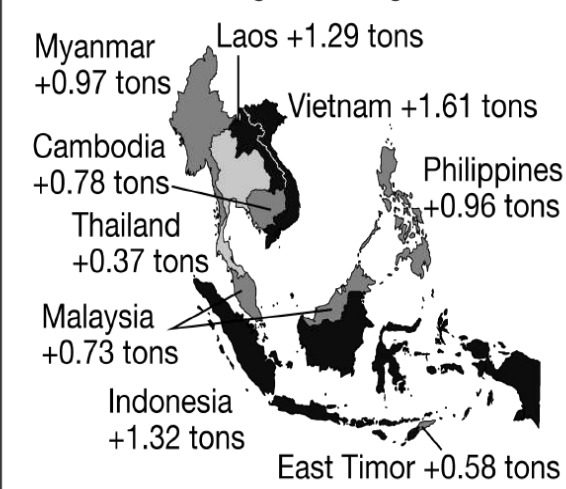 Laos +1.29 tons
Myanmar
+0.97 tons
Vietnam +1.61 tons
Cambodia
+0.78 tons
Philippines
+0.96 tons
Thailand
+0.37 tons
Malaysia
+0.73 tons
Indonesia
+1.32 tons
East Timor +0.58 tons